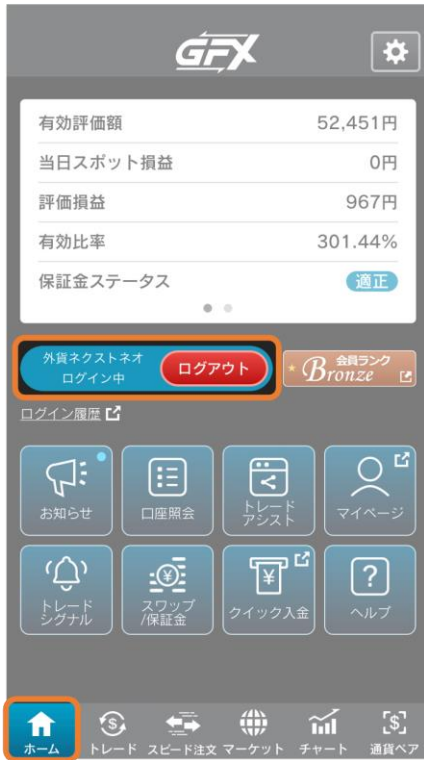 GFX
有効評価額 52,451円
当日スポット損益 0円
評価損益 967円
有効比率 301.44%
保証金ステータス 適正
外貨ネクストネオ
ログイン中
ログアウト
会員ランク
Bronze
ログイン履歴
お知らせ
口座照会
トレード
アシスト
マイページ
トレード
シグナル
スワップ
/保証金
クイック入金
ヘルプ
ホーム
トレード
スピード注文
マーケット
チャート
通貨ペア